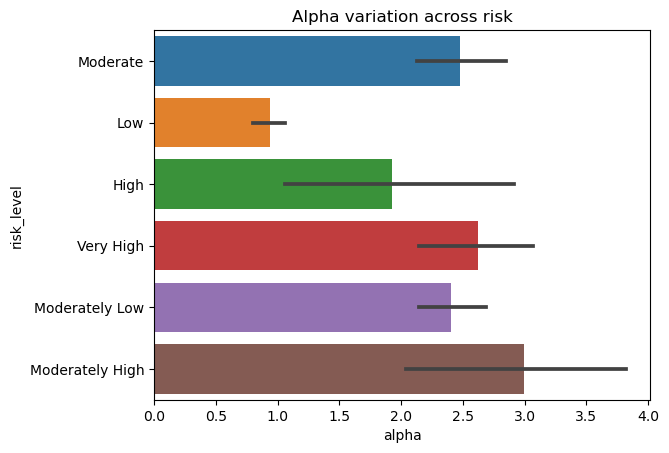 Alpha variation across risk
risk_level
Moderate
Low
High
Very High
Moderately Low
Moderately High
0.0 0.5 1.0 1.5 2.0 2.5 3.0 3.5 4.0
alpha